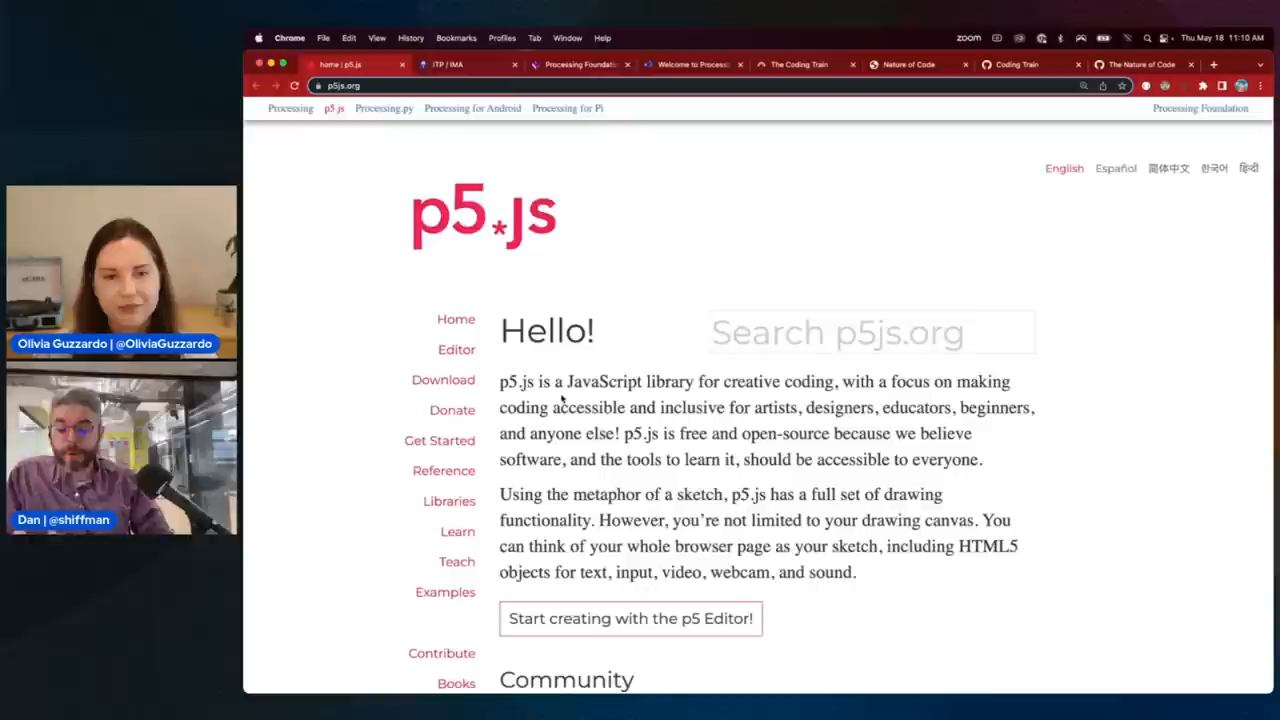 Chrome File Edit View History Bookmarks Profiles Tab Window Help
zoom
Thu May 18 11:10 AM
home | p5.js
ITP / IMA
Processing Foundatio
Welcome to Process
The Coding Train
Nature of Code
Coding Train
The Nature of Code
p5js.org
Processing p5.js Processing.py Processing for Android Processing for Pi
Processing Foundation
English Español 简体中文 한국어 हिन्दी
p5*js
Home
Editor
Download
Donate
Get Started
Reference
Libraries
Learn
Teach
Examples
Contribute
Books
Hello!
Search p5js.org
p5.js is a JavaScript library for creative coding, with a focus on making
coding accessible and inclusive for artists, designers, educators, beginners,
and anyone else! p5.js is free and open-source because we believe
software, and the tools to learn it, should be accessible to everyone.
Using the metaphor of a sketch, p5.js has a full set of drawing
functionality. However, you're not limited to your drawing canvas. You
can think of your whole browser page as your sketch, including HTML5
objects for text, input, video, webcam, and sound.
Start creating with the p5 Editor!
Community
Olivia Guzzardo | @OliviaGuzzardo
Dan | @shiffman